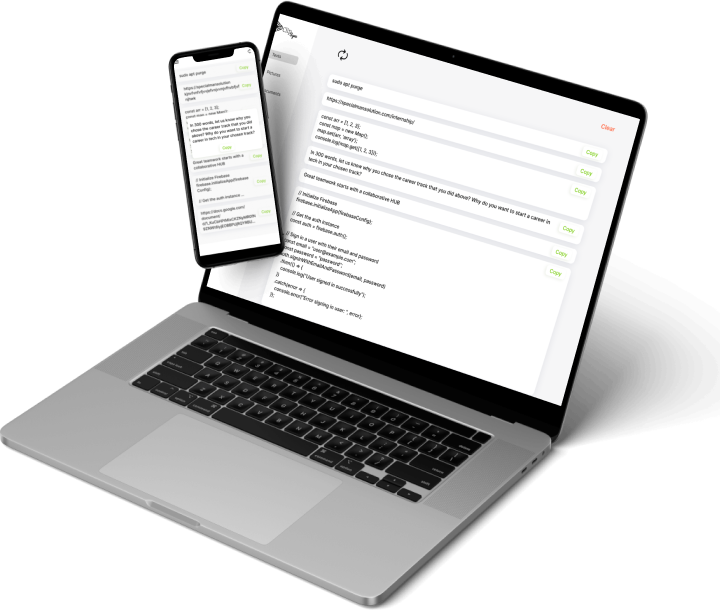 Copy
sudo apt purge
Copy
const arr = [1, 2, 3];
const map = new Map();
In 300 words, let us know why you
chose the career track that you did
above? Why do you want to start a
career in tech in your chosen track?
Clear
Great teamwork starts with a
collaborative HUB
Copy
// Initialize Firebase
firebase.initializeApp(firebase
Config);
Copy
// Get the auth instance ...
https://docs.google.com/
document/
Copy
Texts
Pictures
Clear
sudo apt purge
Copy
https://specialmansolution.com/internship/
Copy
const arr = [1, 2, 3];
const map = new Map();
map.set(arr, 'array');
console.log(map.get([1, 2, 3]));
Copy
In 300 words, let us know why you chose the career track that you did above? Why do you want to start a career in
tech in your chosen track?
Copy
Great teamwork starts with a collaborative HUB
Copy
// Initialize Firebase
firebase.initializeApp(firebaseConfig);
Copy
// Get the auth instance
const auth = firebase.auth();
// Sign in a user with their email and password
const email = "user@example.com";
const password = "password";
auth.signInWithEmailAndPassword(email, password)
.then(() => {
console.log("User signed in successfully");
})
.catch(error => {
console.error("Error signing in user: ", error);
});